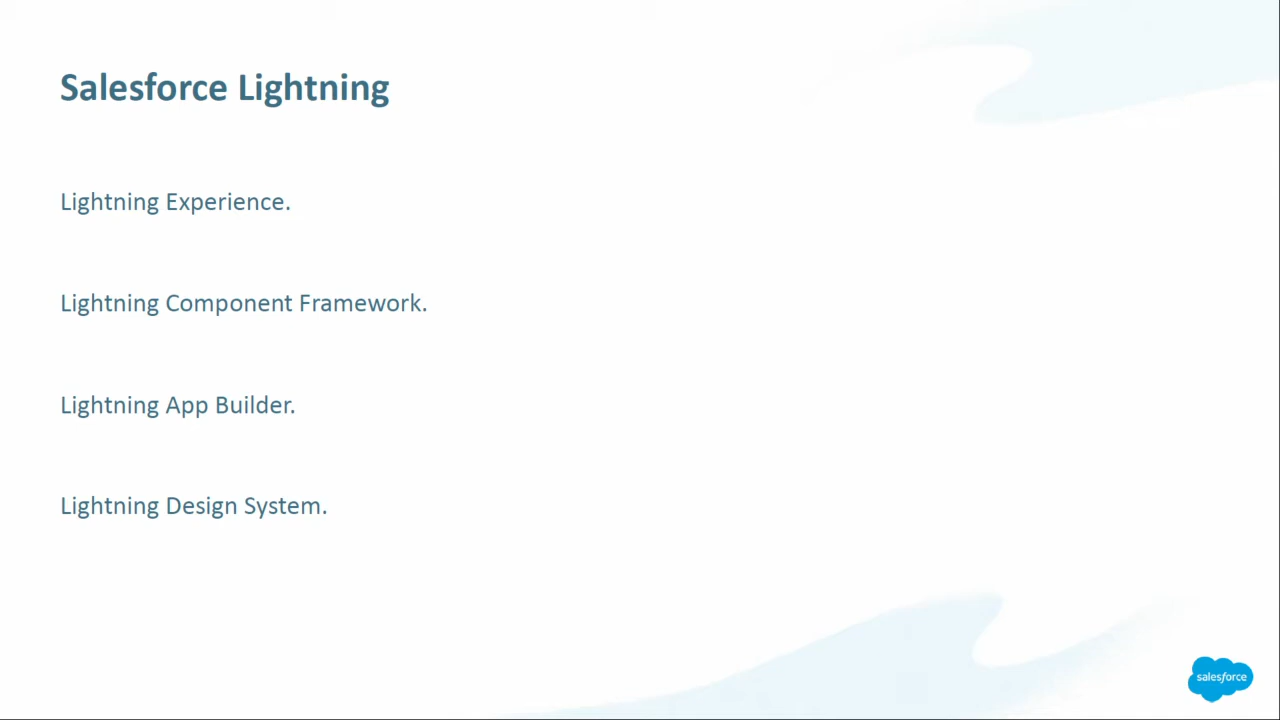 Salesforce Lightning
Lightning Experience.
Lightning Component Framework.
Lightning App Builder.
Lightning Design System.
salesforce